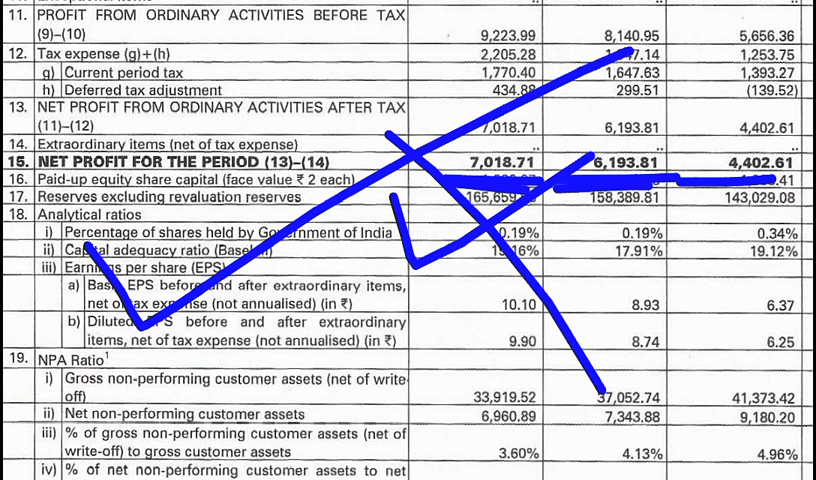 11. PROFIT FROM ORDINARY ACTIVITIES BEFORE TAX
(9)–(10) 9,223.99 8,140.95 5,656.36
12. Tax expense (g)+(h) 2,205.28 1,253.75
g) Current period tax 1,770.40 1,647.63 1,393.27
h) Deferred tax adjustment 434.88 299.51 (139.52)
13. NET PROFIT FROM ORDINARY ACTIVITIES AFTER TAX
(11)–(12) 7,018.71 6,193.81 4,402.61
14. Extraordinary items (net of tax expense) .. .. ..
15. NET PROFIT FOR THE PERIOD (13)–(14) 7,018.71 6,193.81 4,402.61
16. Paid-up equity share capital (face value ₹ 2 each)
17. Reserves excluding revaluation reserves 158,389.81 143,029.08
18. Analytical ratios
i) Percentage of shares held by Government of India 0.19% 0.19% 0.34%
ii) Capital adequacy ratio (Basel III) 17.91% 19.12%
iii) Earnings per share (EPS)
a) Basic EPS before and after extraordinary items,
net of tax expense (not annualised) (in ₹) 10.10 8.93 6.37
b) Diluted EPS before and after extraordinary
items, net of tax expense (not annualised) (in ₹) 9.90 8.74 6.25
19. NPA Ratio¹
i) Gross non-performing customer assets (net of write-
off) 33,919.52 37,052.74 41,373.42
ii) Net non-performing customer assets 6,960.89 7,343.88 9,180.20
iii) % of gross non-performing customer assets (net of
write-off) to gross customer assets 3.60% 4.13% 4.96%
iv) % of net non-performing customer assets to net